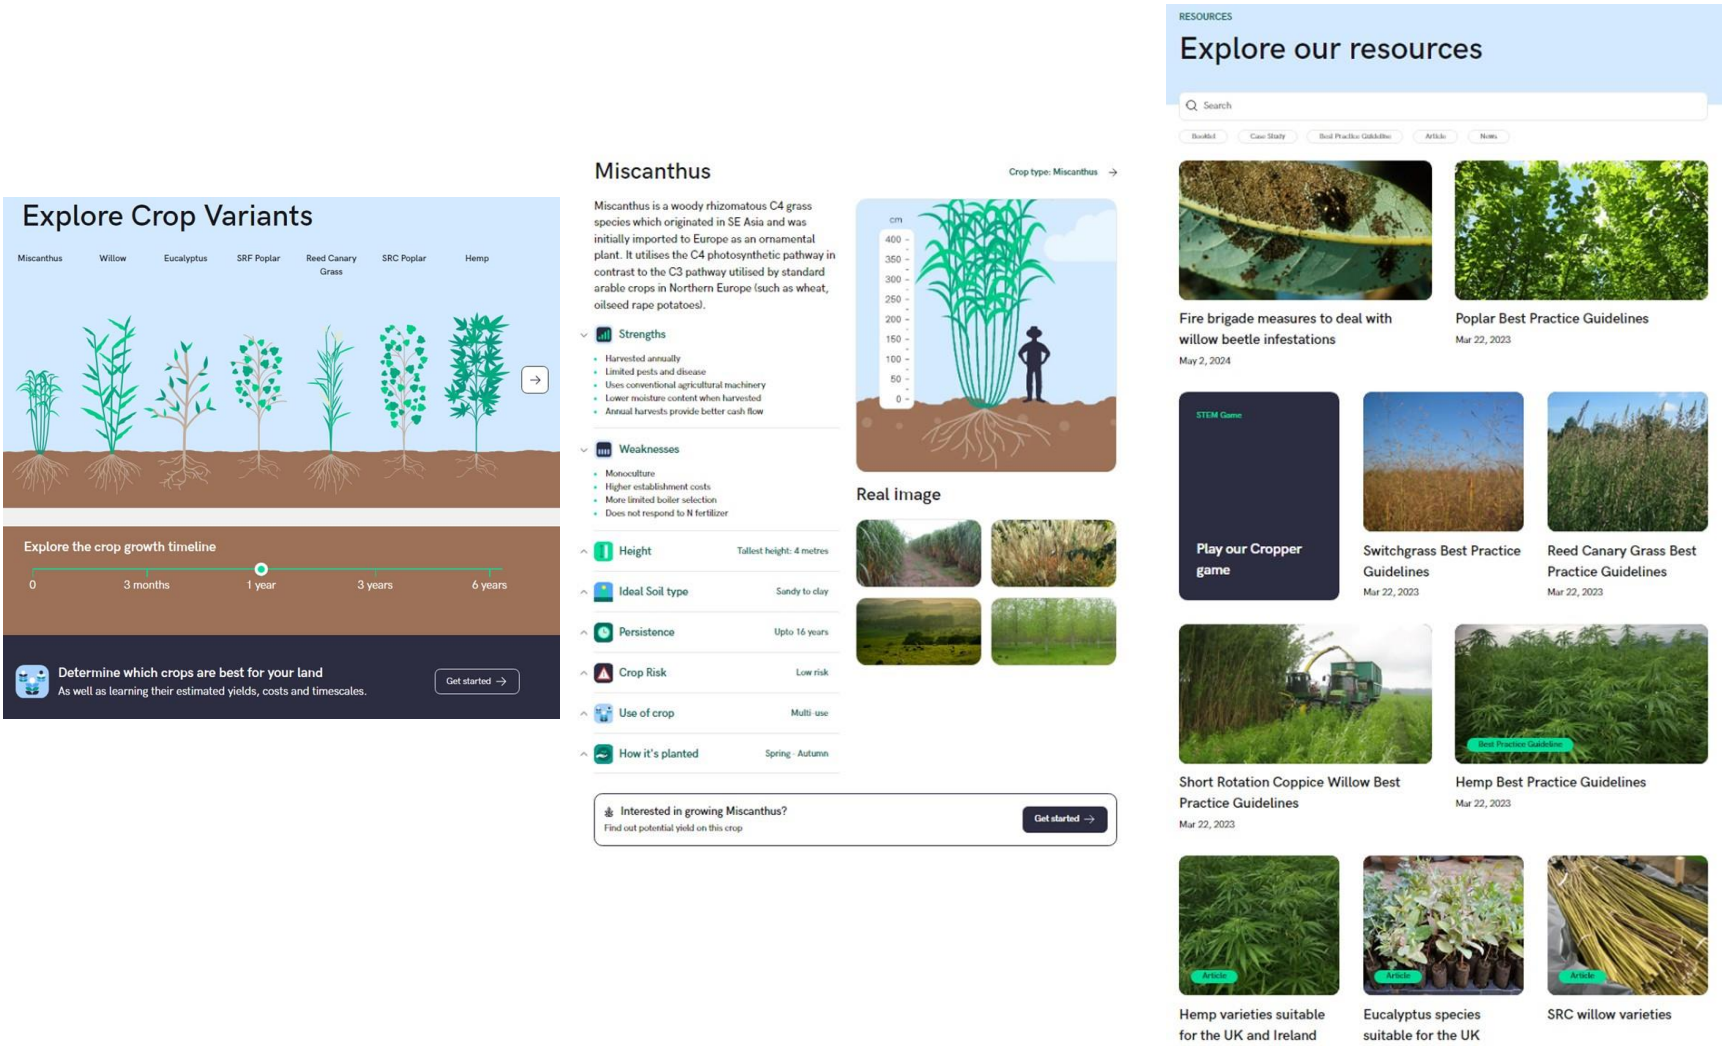 Explore Crop Variants
Miscanthus
Willow
Eucalyptus
SRF Poplar
Reed Canary
Grass
SRC Poplar
Hemp
Explore the crop growth timeline
0
3 months
1 year
3 years
6 years
Determine which crops are best for your land
As well as learning their estimated yields, costs and timescales.
Get started
Miscanthus
Crop type: Miscanthus
Miscanthus is a woody rhizomatous C4 grass
species which originated in SE Asia and was
initially imported to Europe as an ornamental
plant. It utilises the C4 photosynthetic pathway in
contrast to the C3 pathway utilised by standard
arable crops in Northern Europe (such as wheat,
oilseed rape potatoes).
Strengths
Harvested annually
Limited pests and disease
Uses conventional agricultural machinery
Lower moisture content when harvested
Annual harvests provide better cash flow
Weaknesses
Monoculture
Higher establishment costs
More limited boiler selection
Does not respond to N fertilizer
Height
Tallest height: 4 metres
Ideal Soil type
Sandy to clay
Persistence
Upto 16 years
Crop Risk
Low risk
Use of crop
Multi-use
How it's planted
Spring - Autumn
cm
400
350
300
250
200
150
100
50
0
Real image
Interested in growing Miscanthus?
Find out potential yield on this crop
Get started
RESOURCES
Explore our resources
Search
Booklet
Case Study
Best Practice Guideline
Article
News
Fire brigade measures to deal with
willow beetle infestations
May 2, 2024
Poplar Best Practice Guidelines
Mar 22, 2023
STEM Game
Play our Cropper
game
Switchgrass Best Practice
Guidelines
Mar 22, 2023
Reed Canary Grass Best
Practice Guidelines
Mar 22, 2023
Short Rotation Coppice Willow Best
Practice Guidelines
Mar 22, 2023
Best Practice Guideline
Hemp Best Practice Guidelines
Mar 22, 2023
Article
Hemp varieties suitable
for the UK and Ireland
Article
Eucalyptus species
suitable for the UK
Article
SRC willow varieties